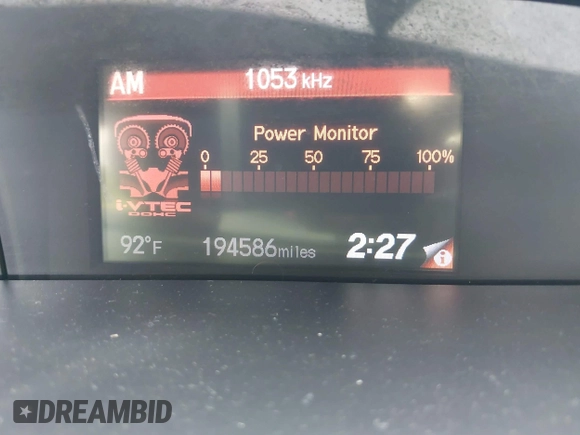 AM 1053 kHz
Power Monitor
0 25 50 75 100%
i-VTEC
DOHC
92°F 194586 miles 2:27 i
DREAMBID